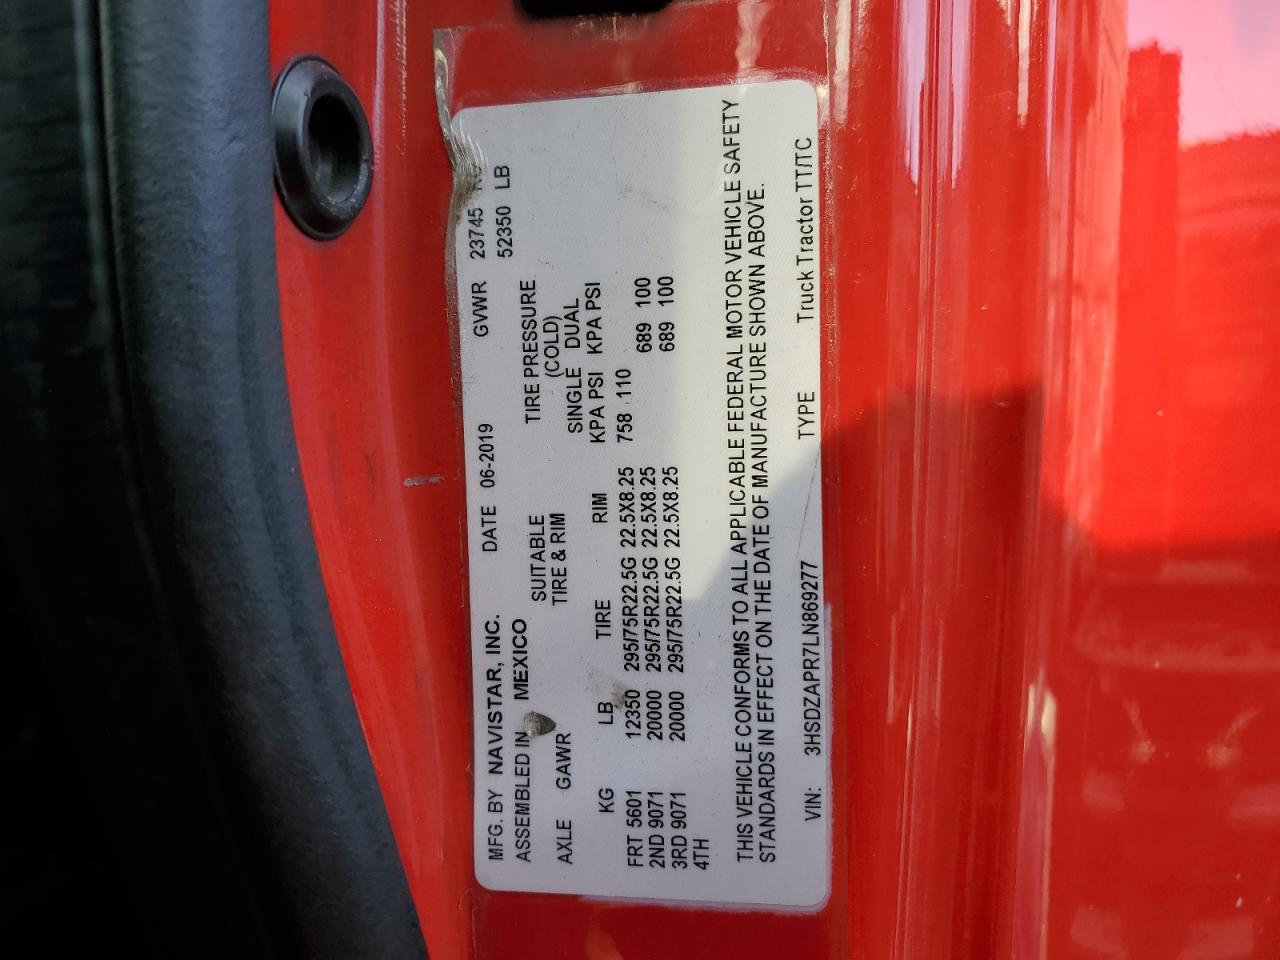 MFG. BY NAVISTAR, INC. DATE 06-2019 GVWR 23745
ASSEMBLED IN MEXICO 52350 LB
SUITABLE TIRE PRESSURE
AXLE GAWR TIRE & RIM (COLD)
SINGLE DUAL
KG LB TIRE RIM KPA PSI KPA PSI
FRT 5601 12350 295/75R22.5G 22.5X8.25 758 110
2ND 9071 20000 295/75R22.5G 22.5X8.25 689 100
3RD 9071 20000 295/75R22.5G 22.5X8.25 689 100
4TH
THIS VEHICLE CONFORMS TO ALL APPLICABLE FEDERAL MOTOR VEHICLE SAFETY
STANDARDS IN EFFECT ON THE DATE OF MANUFACTURE SHOWN ABOVE.
VIN: 3HSDZAPR7LN869277 TYPE Truck Tractor TT/TC